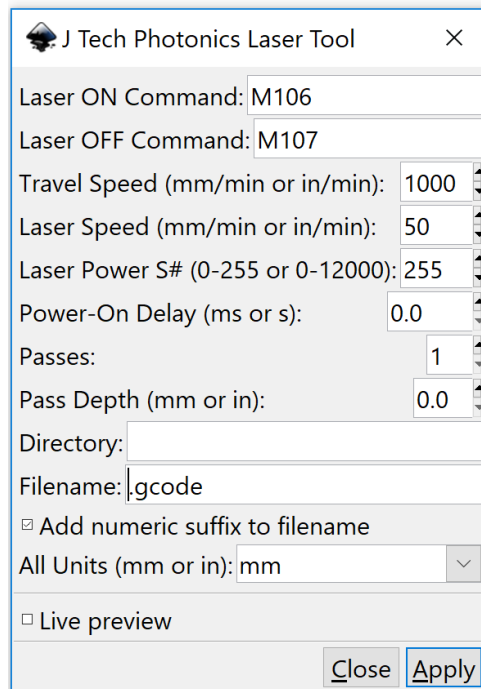 J Tech Photonics Laser Tool
Laser ON Command: M106
Laser OFF Command: M107
Travel Speed (mm/min or in/min): 1000
Laser Speed (mm/min or in/min): 50
Laser Power S# (0-255 or 0-12000): 255
Power-On Delay (ms or s): 0.0
Passes: 1
Pass Depth (mm or in): 0.0
Directory:
Filename: .gcode
Add numeric suffix to filename
All Units (mm or in): mm
Live preview
Close Apply